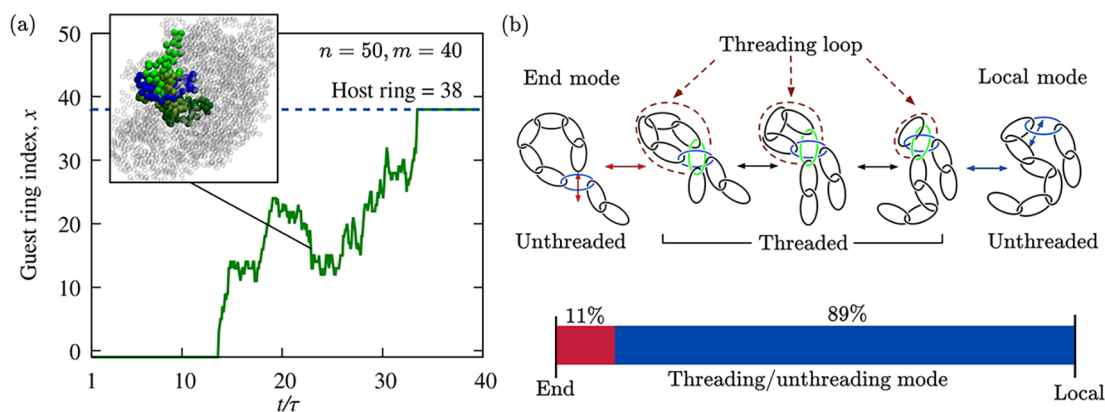 (a)
50
40
30
20
10
0
Guest ring index, x
n = 50, m = 40
Host ring = 38
1
10
20
30
40
t/τ
(b)
Threading loop
End mode
Local mode
Unthreaded
Threaded
Unthreaded
11%
89%
End
Threading/unthreading mode
Local